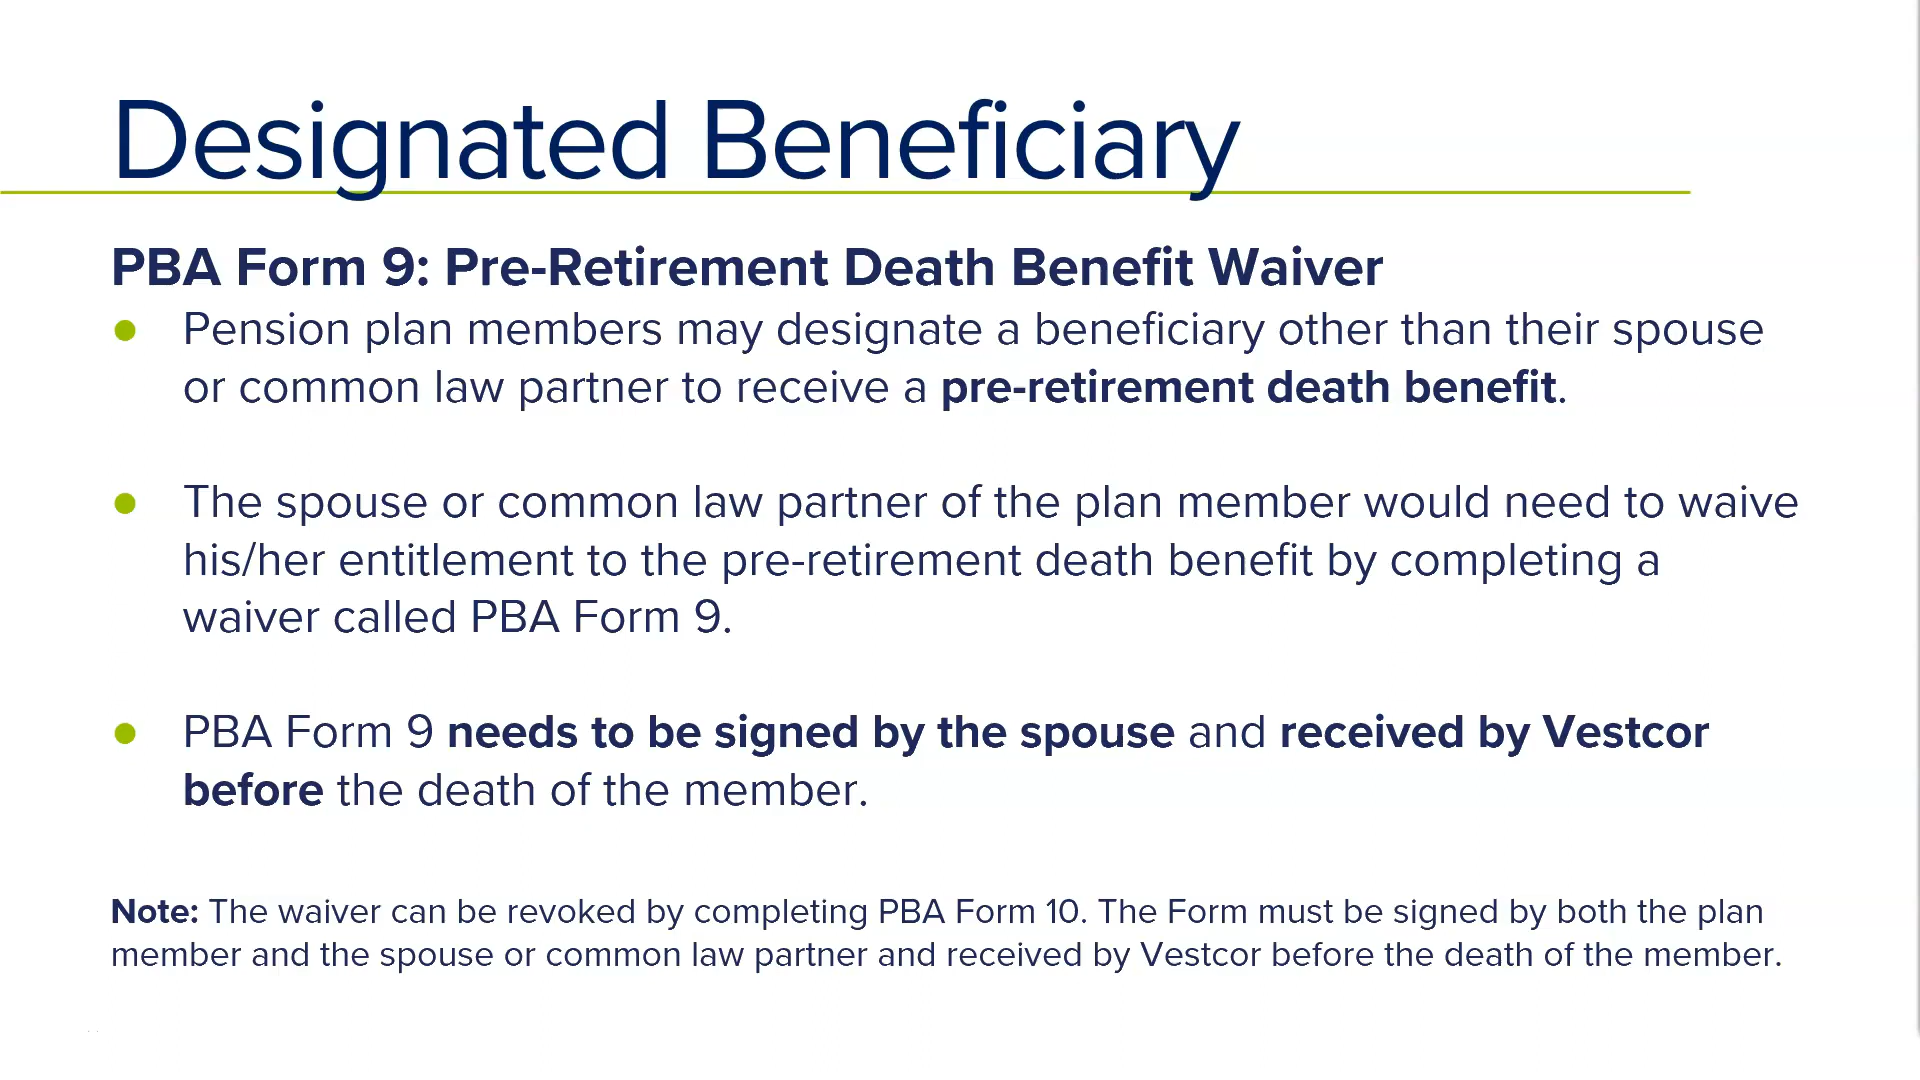 Designated Beneficiary
PBA Form 9: Pre-Retirement Death Benefit Waiver
● Pension plan members may designate a beneficiary other than their spouse
or common law partner to receive a pre-retirement death benefit.
● The spouse or common law partner of the plan member would need to waive
his/her entitlement to the pre-retirement death benefit by completing a
waiver called PBA Form 9.
● PBA Form 9 needs to be signed by the spouse and received by Vestcor
before the death of the member.
Note: The waiver can be revoked by completing PBA Form 10. The Form must be signed by both the plan
member and the spouse or common law partner and received by Vestcor before the death of the member.